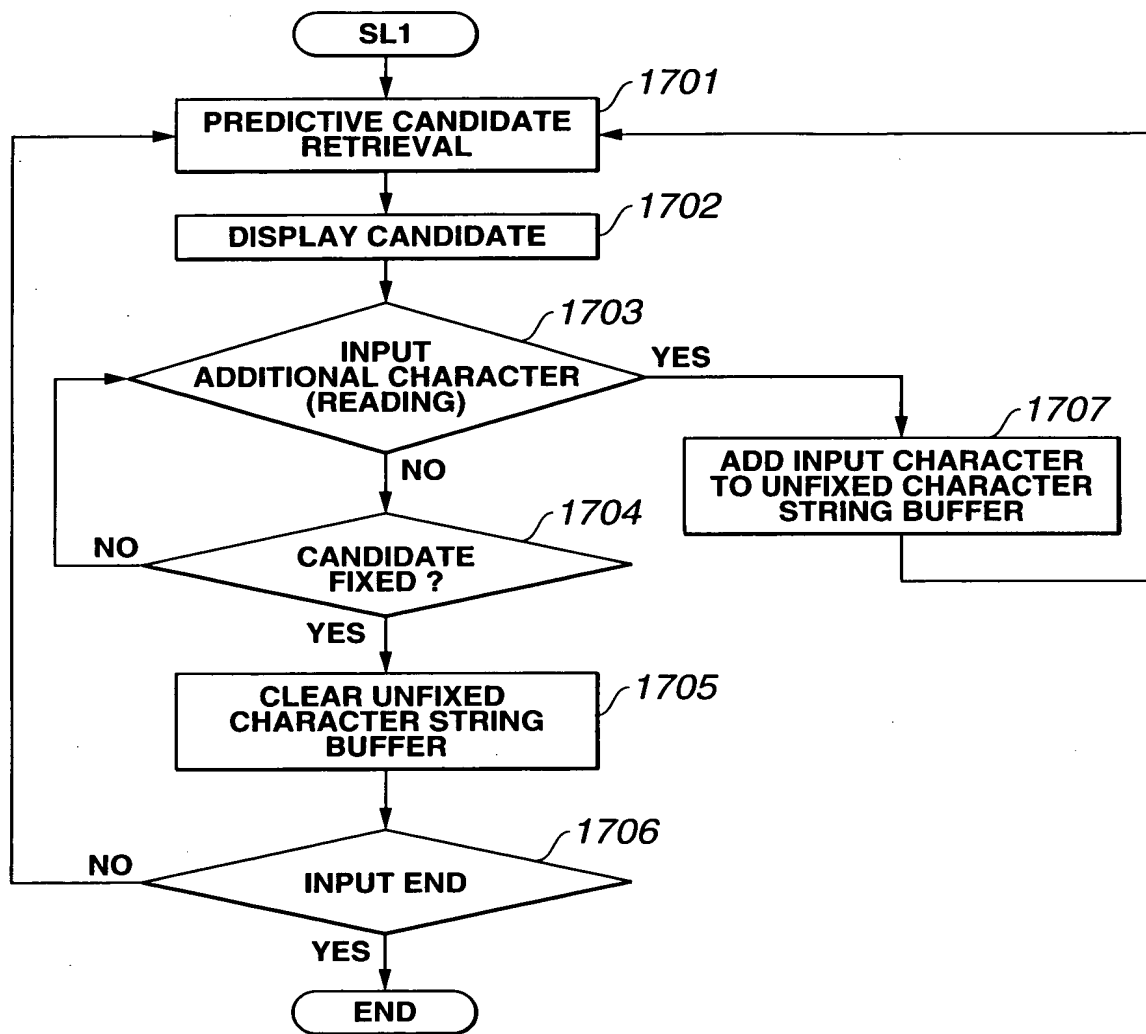 SL1
1701
PREDICTIVE CANDIDATE
RETRIEVAL
1702
DISPLAY CANDIDATE
1703
INPUT
ADDITIONAL CHARACTER
(READING)
YES
NO
1707
ADD INPUT CHARACTER
TO UNFIXED CHARACTER
STRING BUFFER
1704
NO
CANDIDATE
FIXED ?
YES
1705
CLEAR UNFIXED
CHARACTER STRING
BUFFER
1706
NO
INPUT END
YES
END